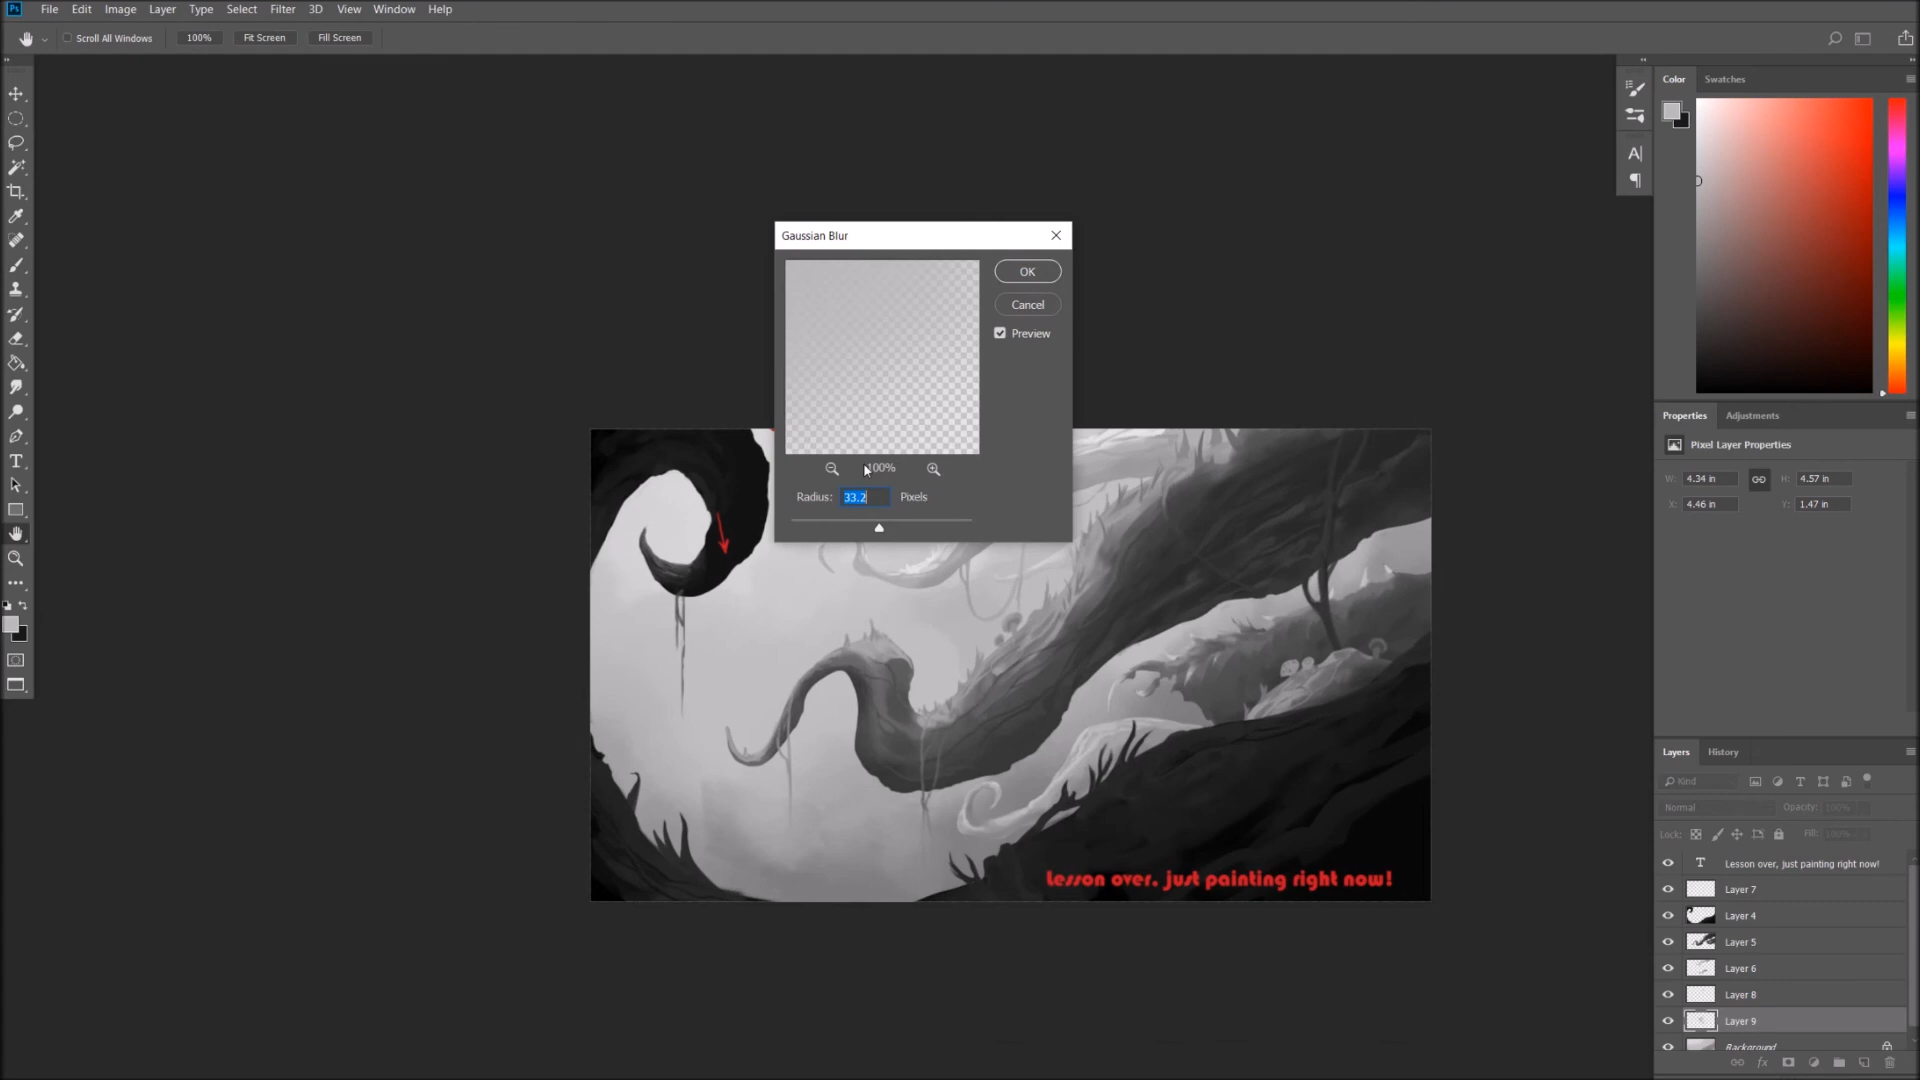 Ps File Edit Image Layer Type Select Filter 3D View Window Help
Scroll All Windows 100% Fit Screen Fill Screen
Color Swatches
Gaussian Blur
OK
Cancel
Preview
100%
Radius: 33.2 Pixels
Lesson over. just painting right now!
Properties Adjustments
Pixel Layer Properties
W: 4.34 in H: 4.57 in
X: 4.46 in Y: 1.47 in
Layers History
Kind
Normal Opacity: 100%
Lock: Fill: 100%
Lesson over, just painting right now!
Layer 7
Layer 4
Layer 5
Layer 6
Layer 8
Layer 9
Background